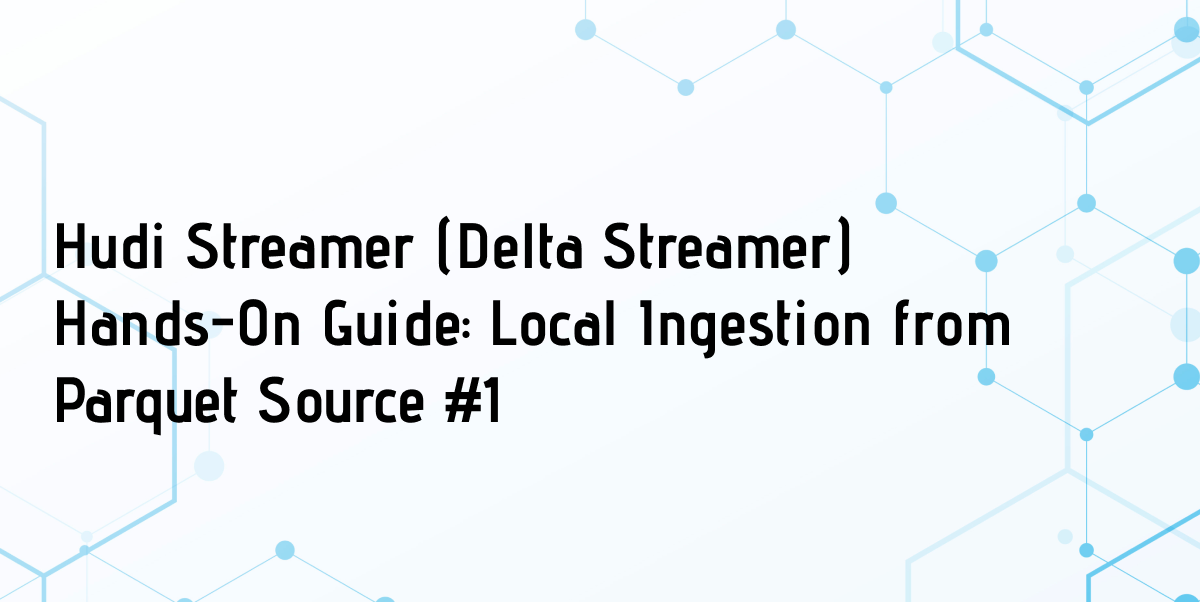 Hudi Streamer (Delta Streamer)
Hands-On Guide: Local Ingestion from
Parquet Source #1